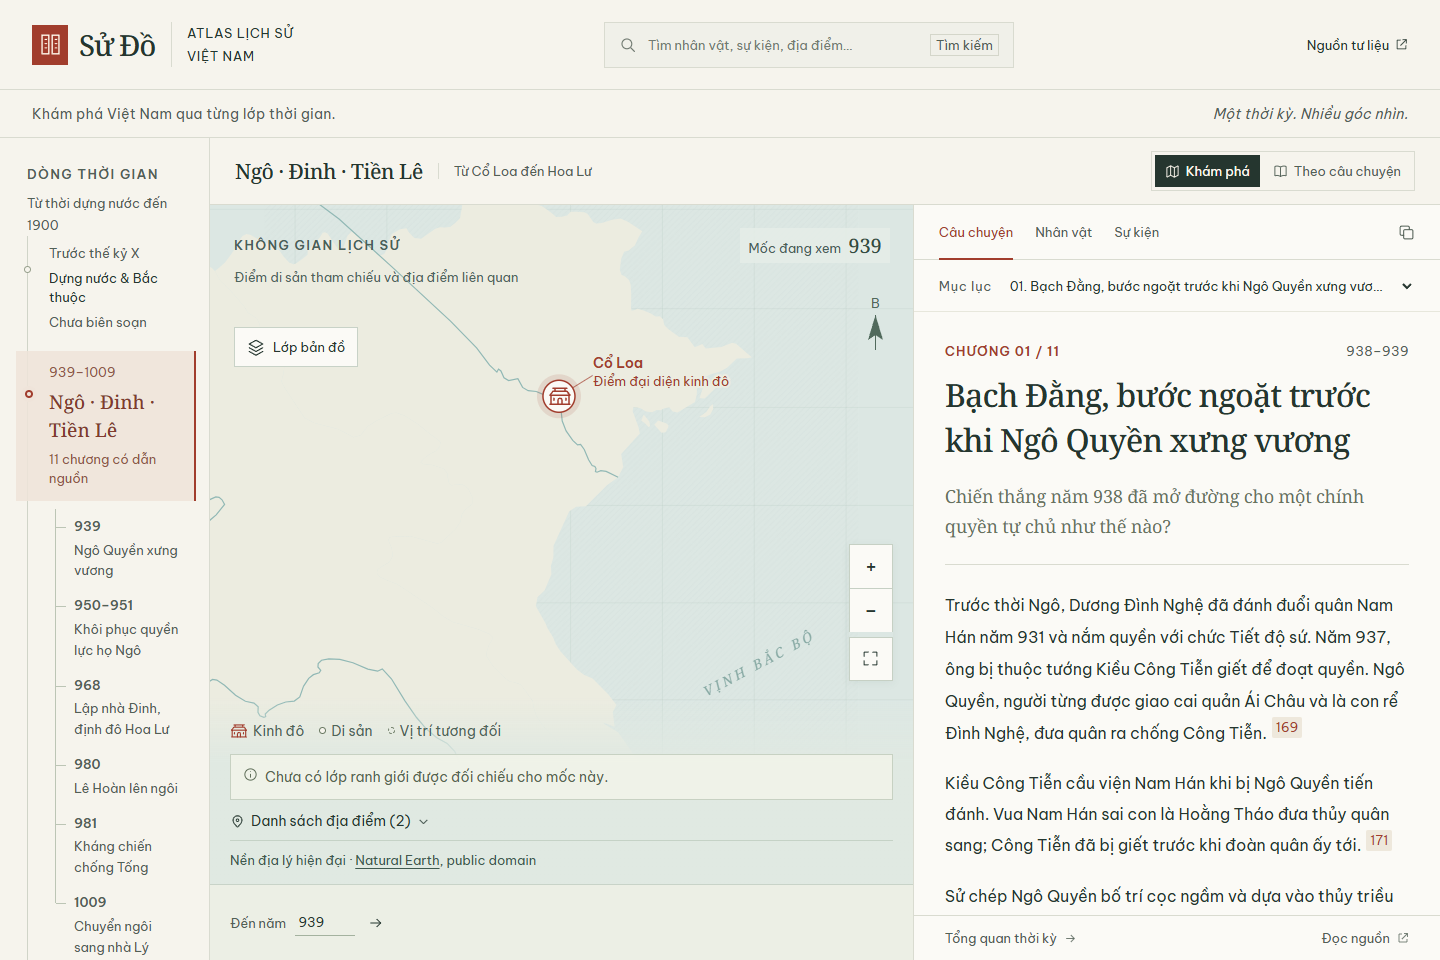 Sử Đồ
ATLAS LỊCH SỬ
VIỆT NAM
Tìm nhân vật, sự kiện, địa điểm...
Tìm kiếm
Nguồn tư liệu
Khám phá Việt Nam qua từng lớp thời gian.
Một thời kỳ. Nhiều góc nhìn.
DÒNG THỜI GIAN
Từ thời dựng nước đến
1900
Trước thế kỷ X
Dựng nước & Bắc
thuộc
Chưa biên soạn
939–1009
Ngô · Đinh ·
Tiền Lê
11 chương có dẫn
nguồn
939
Ngô Quyền xưng
vương
950–951
Khôi phục quyền
lực họ Ngô
968
Lập nhà Đinh,
định đô Hoa Lư
980
Lê Hoàn lên ngôi
981
Kháng chiến
chống Tống
1009
Chuyển ngôi
sang nhà Lý
Ngô · Đinh · Tiền Lê
Từ Cổ Loa đến Hoa Lư
Khám phá
Theo câu chuyện
KHÔNG GIAN LỊCH SỬ
Điểm di sản tham chiếu và địa điểm liên quan
Mốc đang xem 939
B
Lớp bản đồ
Cổ Loa
Điểm đại diện kinh đô
+
−
VỊNH BẮC BỘ
Kinh đô
Di sản
Vị trí tương đối
Chưa có lớp ranh giới được đối chiếu cho mốc này.
Danh sách địa điểm (2)
Nền địa lý hiện đại · Natural Earth, public domain
Đến năm 939
Câu chuyện
Nhân vật
Sự kiện
Mục lục
01. Bạch Đằng, bước ngoặt trước khi Ngô Quyền xưng vươ...
CHƯƠNG 01 / 11
938–939
Bạch Đằng, bước ngoặt trước
khi Ngô Quyền xưng vương
Chiến thắng năm 938 đã mở đường cho một chính
quyền tự chủ như thế nào?
Trước thời Ngô, Dương Đình Nghệ đã đánh đuổi quân Nam
Hán năm 931 và nắm quyền với chức Tiết độ sứ. Năm 937,
ông bị thuộc tướng Kiều Công Tiễn giết để đoạt quyền. Ngô
Quyền, người từng được giao cai quản Ái Châu và là con rể
Đình Nghệ, đưa quân ra chống Công Tiễn. 169
Kiều Công Tiễn cầu viện Nam Hán khi bị Ngô Quyền tiến
đánh. Vua Nam Hán sai con là Hoằng Tháo đưa thủy quân
sang; Công Tiễn đã bị giết trước khi đoàn quân ấy tới. 171
Sử chép Ngô Quyền bố trí cọc ngầm và dựa vào thủy triều
Tổng quan thời kỳ
Đọc nguồn